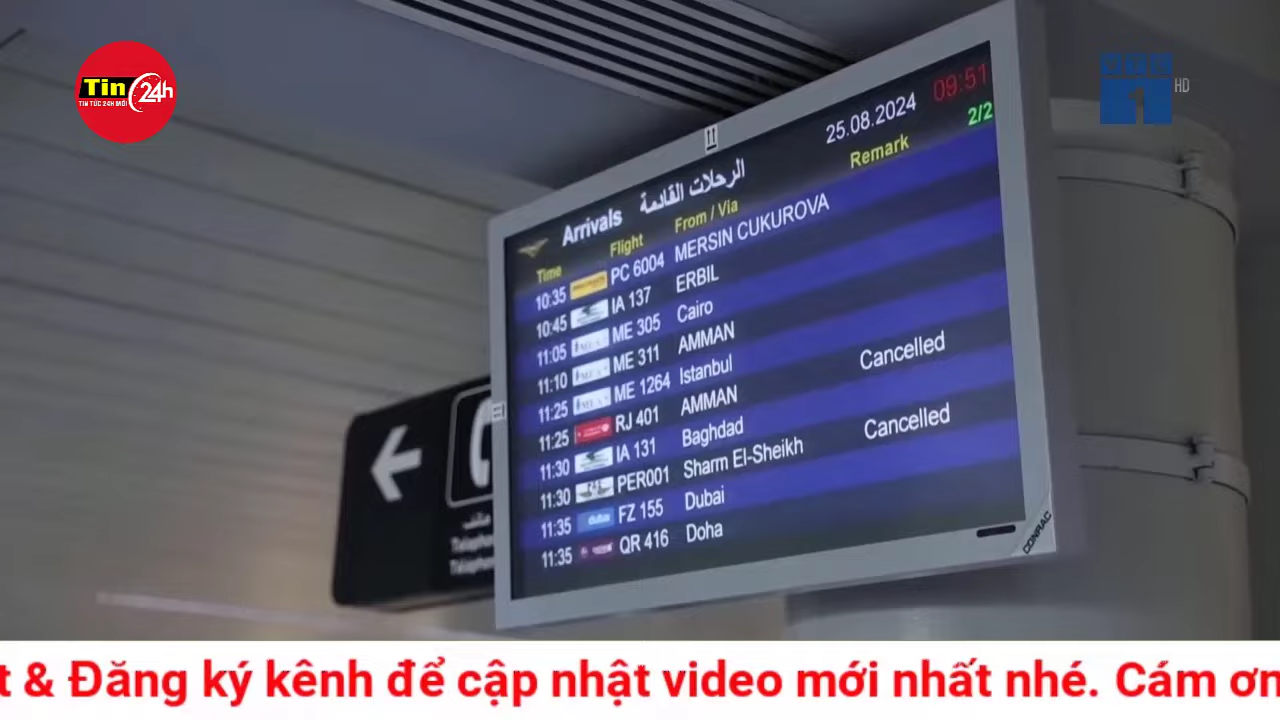 Tin 24h
TIN TỨC 24H MỚI
1 HD
25.08.2024 09:51
Arrivals الرحلات القادمة 2/2
Time Flight From / Via Remark
10:35 PC 6004 MERSIN CUKUROVA
10:45 IA 137 ERBIL
11:05 ME 305 Cairo
11:10 ME 311 AMMAN
11:25 ME 1264 Istanbul
11:25 RJ 401 AMMAN Cancelled
11:30 IA 131 Baghdad
11:30 PER001 Sharm El-Sheikh Cancelled
11:35 FZ 155 Dubai
11:35 QR 416 Doha
CONRAC
هاتف
t & Đăng ký kênh để cập nhật video mới nhất nhé. Cám ơn